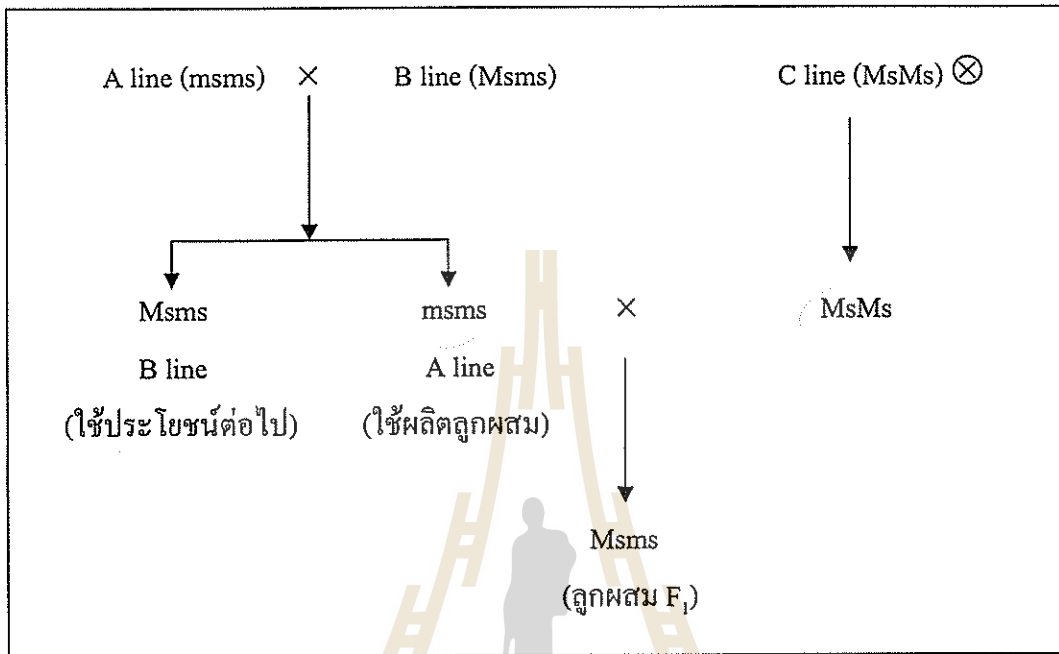 A line (msms) × B line (Msms) C line (MsMs) ⊗
Msms msms × MsMs
B line A line
(ใช้ประโยชน์ต่อไป) (ใช้ผลิตลูกผสม)
Msms
(ลูกผสม F₁)